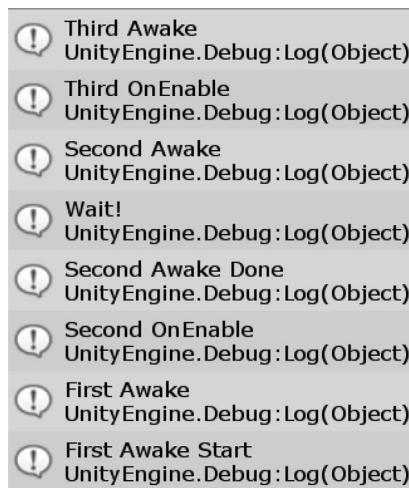 Third Awake
UnityEngine.Debug:Log(Object)
Third OnEnable
UnityEngine.Debug:Log(Object)
Second Awake
UnityEngine.Debug:Log(Object)
Wait!
UnityEngine.Debug:Log(Object)
Second Awake Done
UnityEngine.Debug:Log(Object)
Second OnEnable
UnityEngine.Debug:Log(Object)
First Awake
UnityEngine.Debug:Log(Object)
First Awake Start
UnityEngine.Debug:Log(Object)